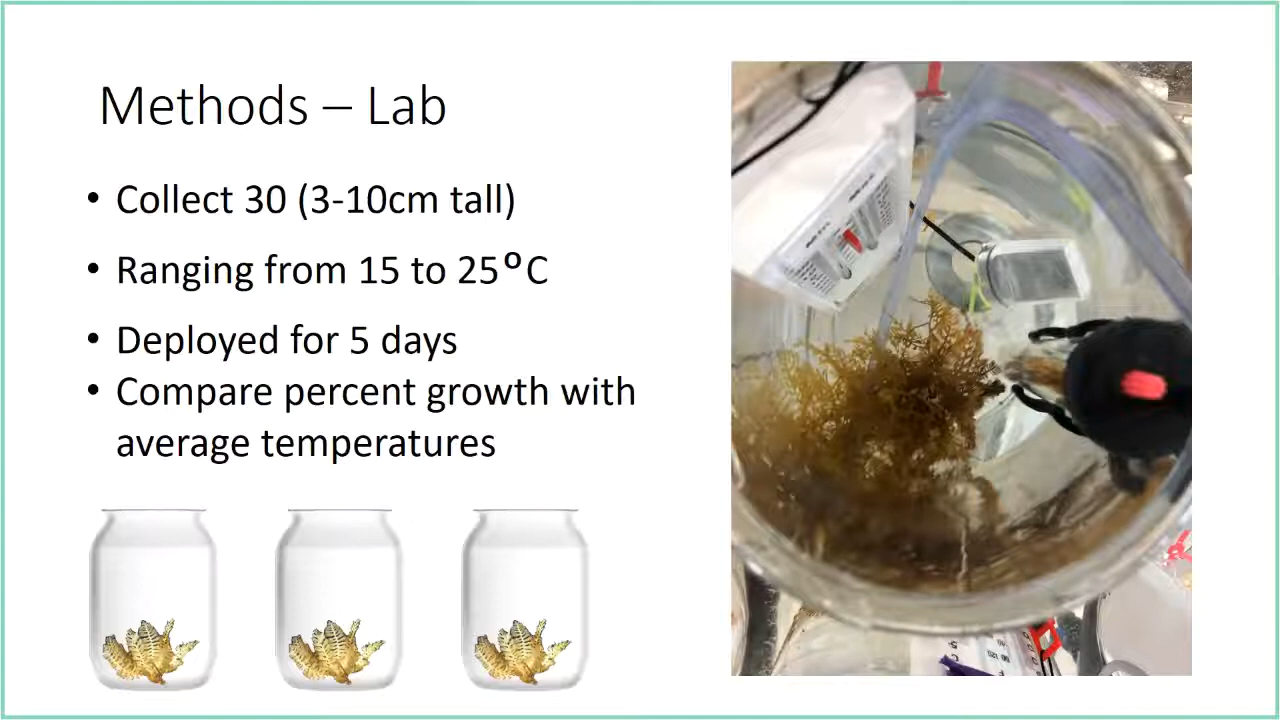 Methods – Lab
• Collect 30 (3-10cm tall)
• Ranging from 15 to 25⁰C
• Deployed for 5 days
• Compare percent growth with
average temperatures